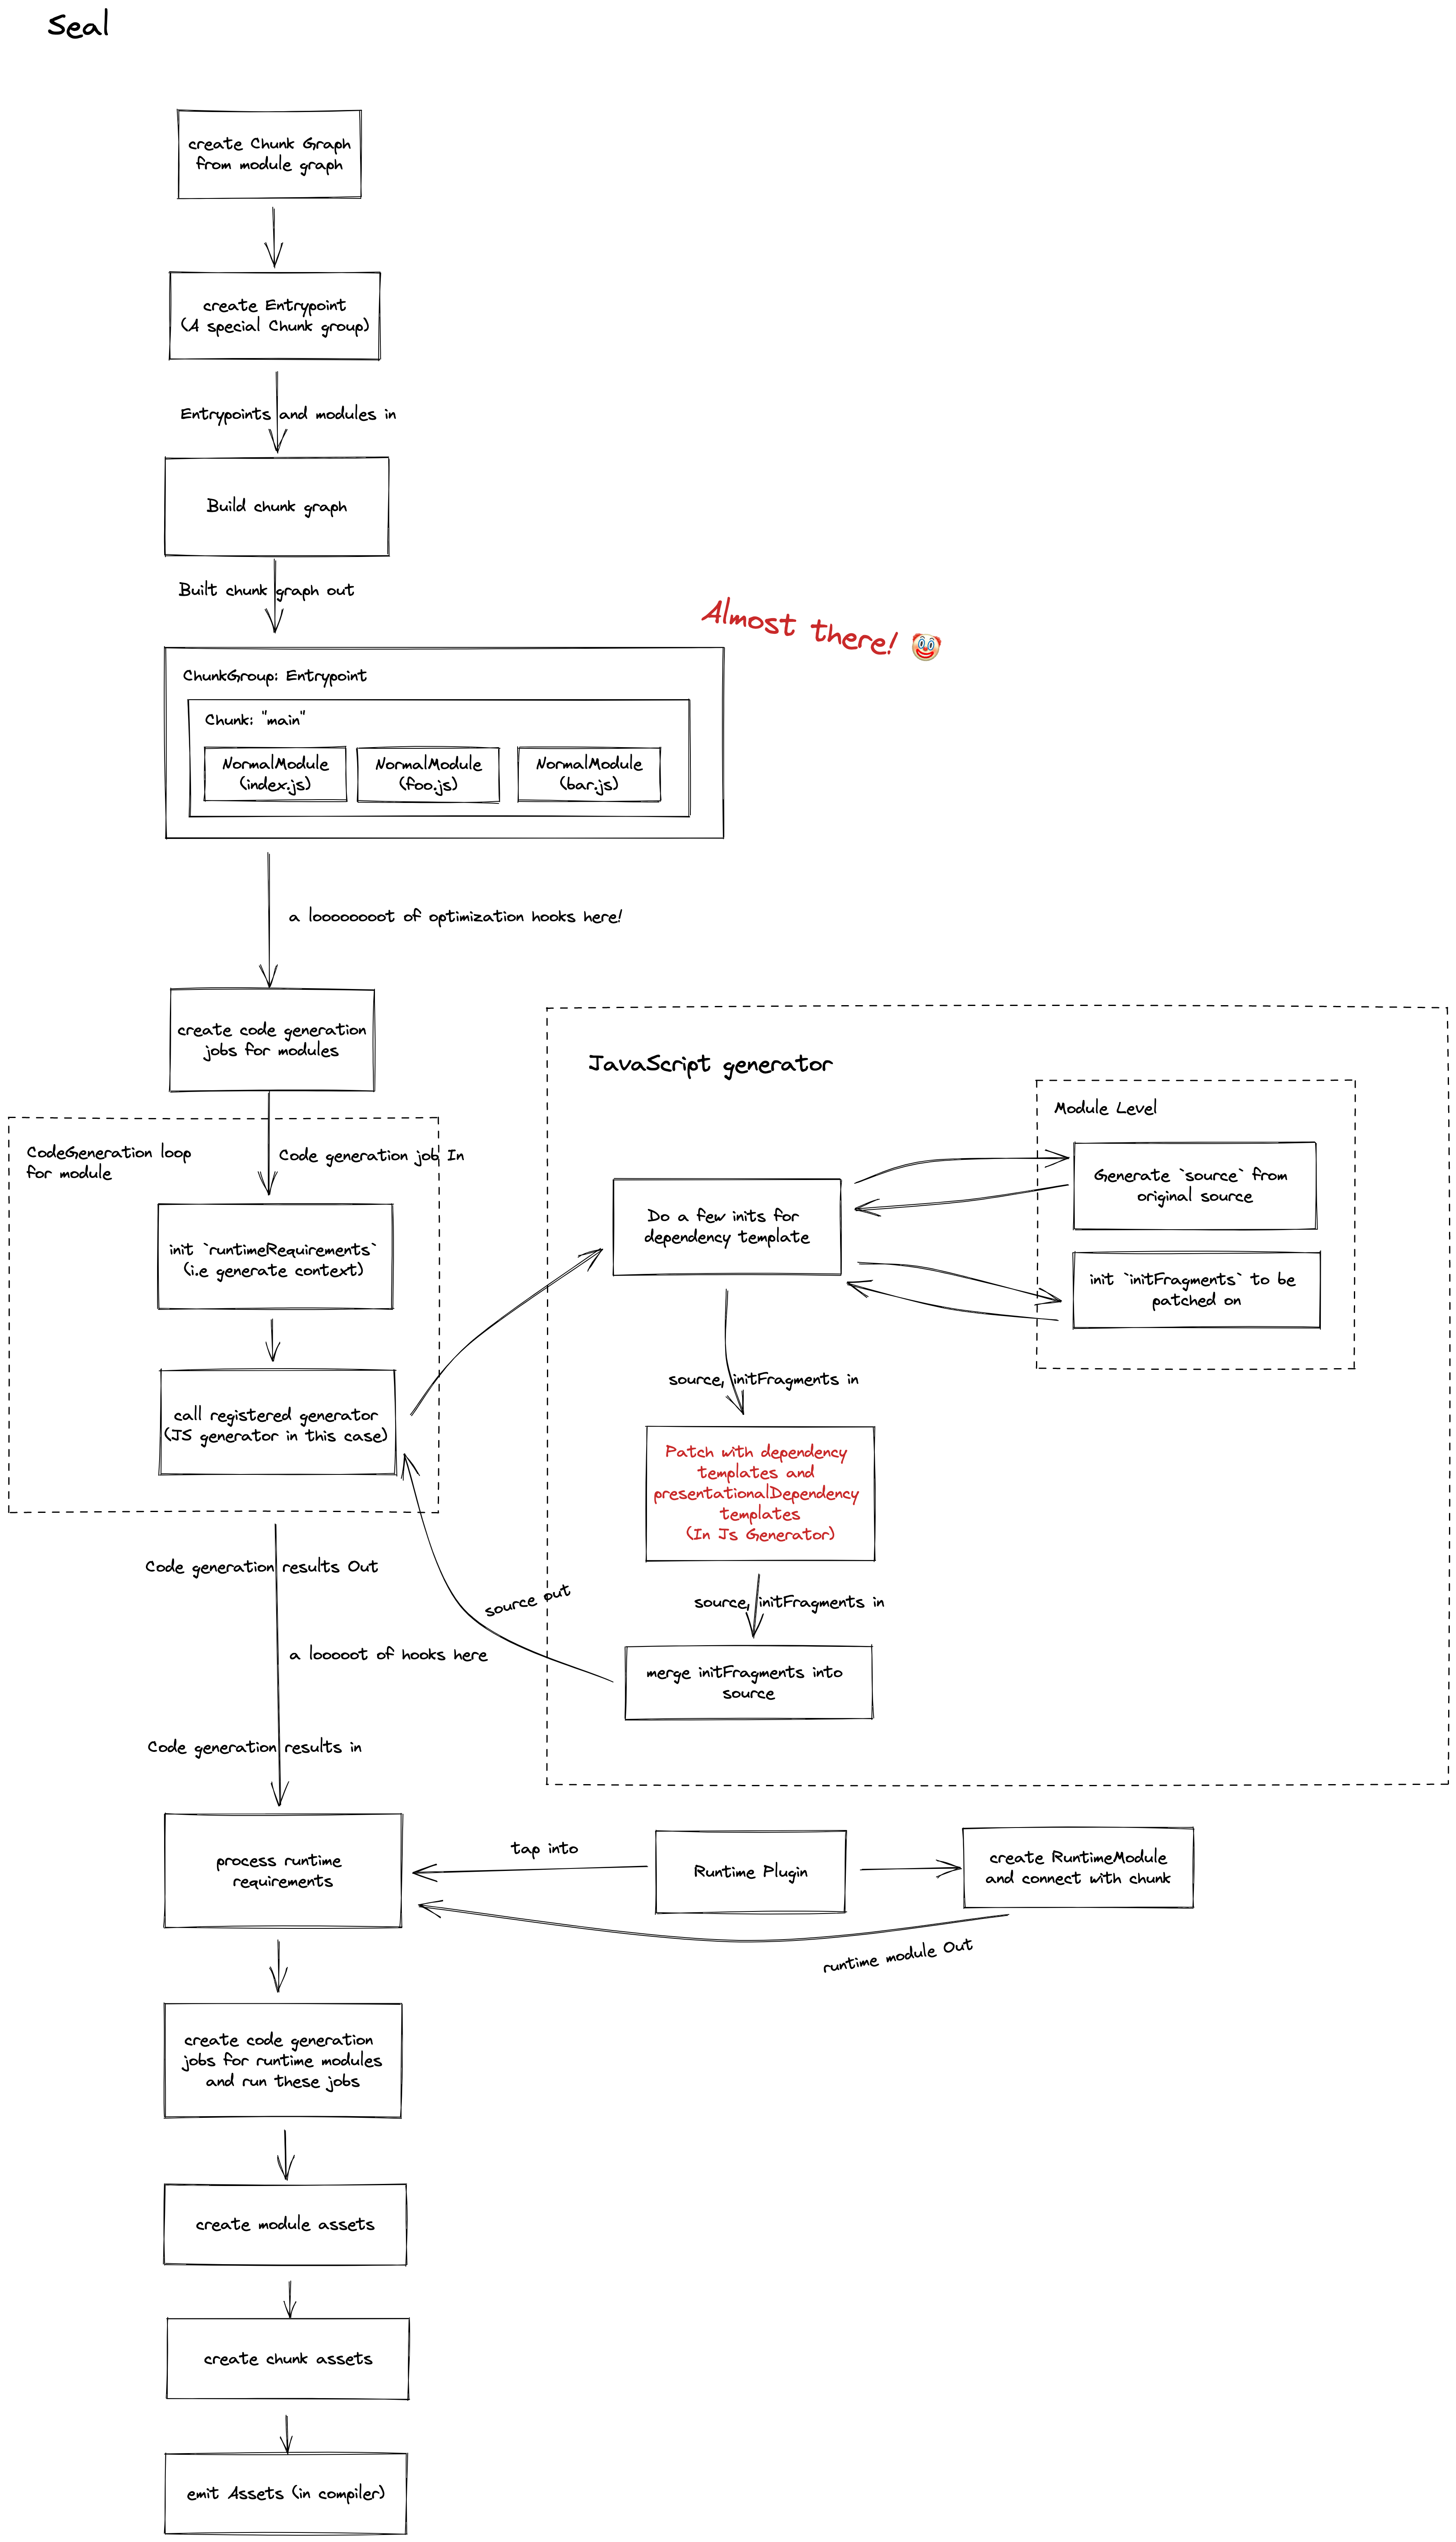 Seal
create Chunk Graph
from module graph
create Entrypoint
(A special Chunk group)
Entrypoints and modules in
Build chunk graph
Built chunk graph out
Almost there! 🤡
ChunkGroup: Entrypoint
Chunk: "main"
NormalModule
(index.js)
NormalModule
(foo.js)
NormalModule
(bar.js)
a looooooot of optimization hooks here!
create code generation
jobs for modules
CodeGeneration loop
for module
Code generation job In
init `runtimeRequirements`
(i.e generate context)
call registered generator
(JS generator in this case)
JavaScript generator
Module Level
Generate `source` from
original source
init `initFragments` to be
patched on
Do a few inits for
dependency template
source, initFragments in
Patch with dependency
templates and
presentationalDependency
templates
(In Js Generator)
source, initFragments in
merge initFragments into
source
source out
Code generation results Out
a looooot of hooks here
Code generation results in
process runtime
requirements
tap into
Runtime Plugin
create RuntimeModule
and connect with chunk
runtime module Out
create code generation
jobs for runtime modules
and run these jobs
create module assets
create chunk assets
emit Assets (in compiler)